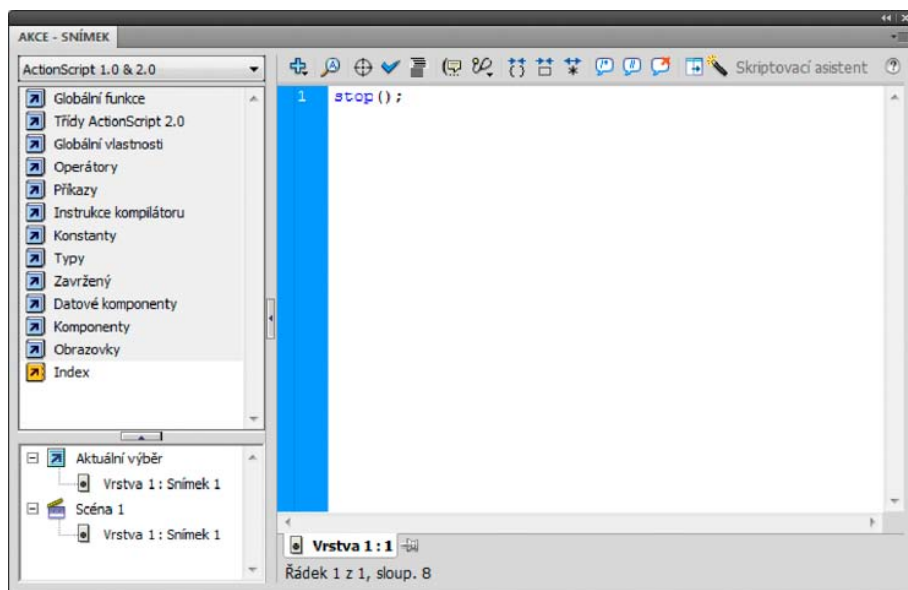 AKCE - SNÍMEK
ActionScript 1.0 & 2.0
Globální funkce
Třídy ActionScript 2.0
Globální vlastnosti
Operátory
Příkazy
Instrukce kompilátoru
Konstanty
Typy
Zavržený
Datové komponenty
Komponenty
Obrazovky
Index
Aktuální výběr
Vrstva 1 : Snímek 1
Scéna 1
Vrstva 1 : Snímek 1
Skriptovací asistent
1 stop();
Vrstva 1 : 1
Řádek 1 z 1, sloup. 8